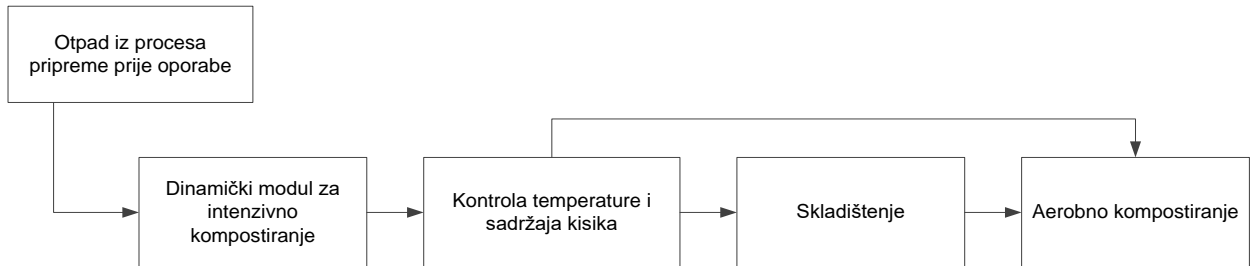 Otpad iz procesa
pripreme prije oporabe
Dinamički modul za
intenzivno
kompostiranje
Kontrola temperature i
sadržaja kisika
Skladištenje
Aerobno kompostiranje